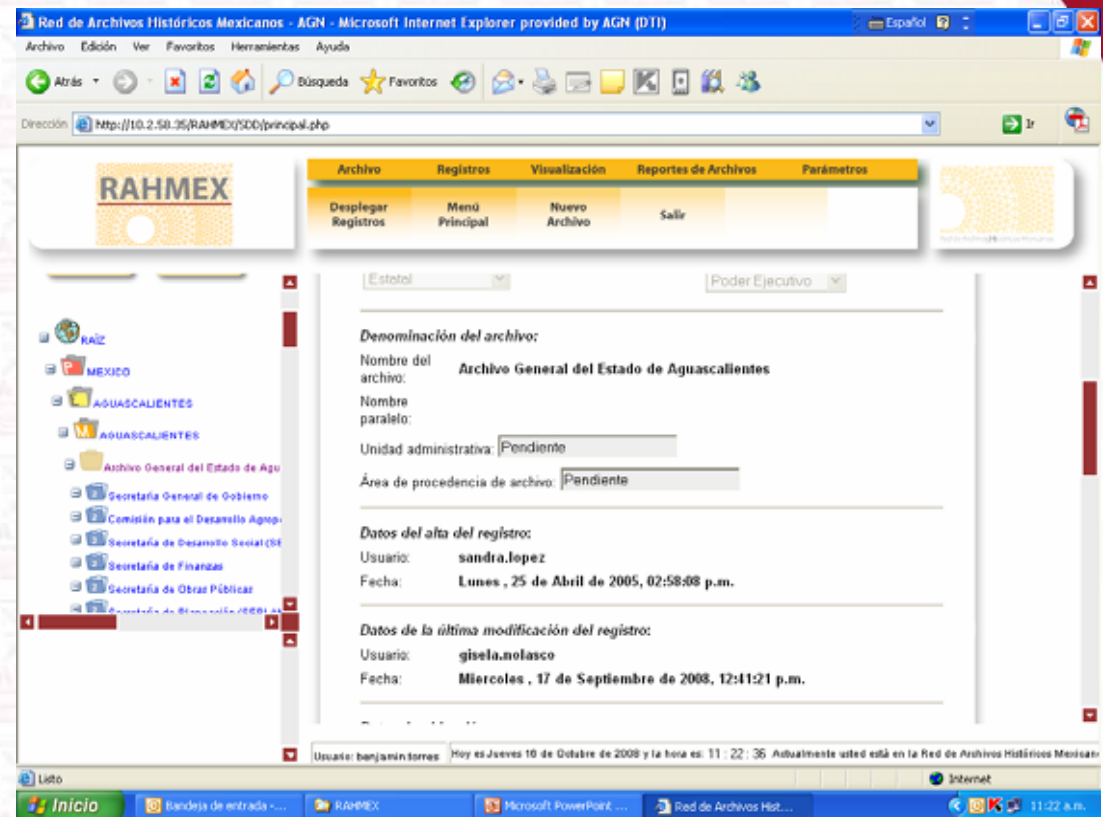 Red de Archivos Históricos Mexicanos - AGN - Microsoft Internet Explorer provided by AGN (DTI)
Español
Archivo Edición Ver Favoritos Herramientas Ayuda
Atrás Búsqueda Favoritos
Dirección http://10.2.50.35/RAHMEX/SDD/principal.php Ir
RAHMEX
Archivo Registros Visualización Reportes de Archivos Parámetros
Desplegar Registros Menú Principal Nuevo Archivo Salir
RAÍZ
MEXICO
AGUASCALIENTES
AGUASCALIENTES
Archivo General del Estado de Agu
Secretaría General de Gobierno
Comisión para el Desarrollo Agrop
Secretaría de Desarrollo Social (SE
Secretaría de Finanzas
Secretaría de Obras Públicas
Estatal Poder Ejecutivo
Denominación del archivo:
Nombre del archivo: Archivo General del Estado de Aguascalientes
Nombre paralelo:
Unidad administrativa: Pendiente
Área de procedencia de archivo: Pendiente
Datos del alta del registro:
Usuario: sandra.lopez
Fecha: Lunes , 25 de Abril de 2005, 02:58:08 p.m.
Datos de la última modificación del registro:
Usuario: gisela.nolasco
Fecha: Miercoles , 17 de Septiembre de 2008, 12:41:21 p.m.
Usuario: benjamin.torres Hoy es Jueves 16 de Octubre de 2008 y la hora es: 11 : 22 : 36 Actualmente usted está en la Red de Archivos Históricos Mexican
Listo Internet
Inicio Bandeja de entrada -... RAHMEX Microsoft PowerPoint ... Red de Archivos Hist.... 11:22 a.m.